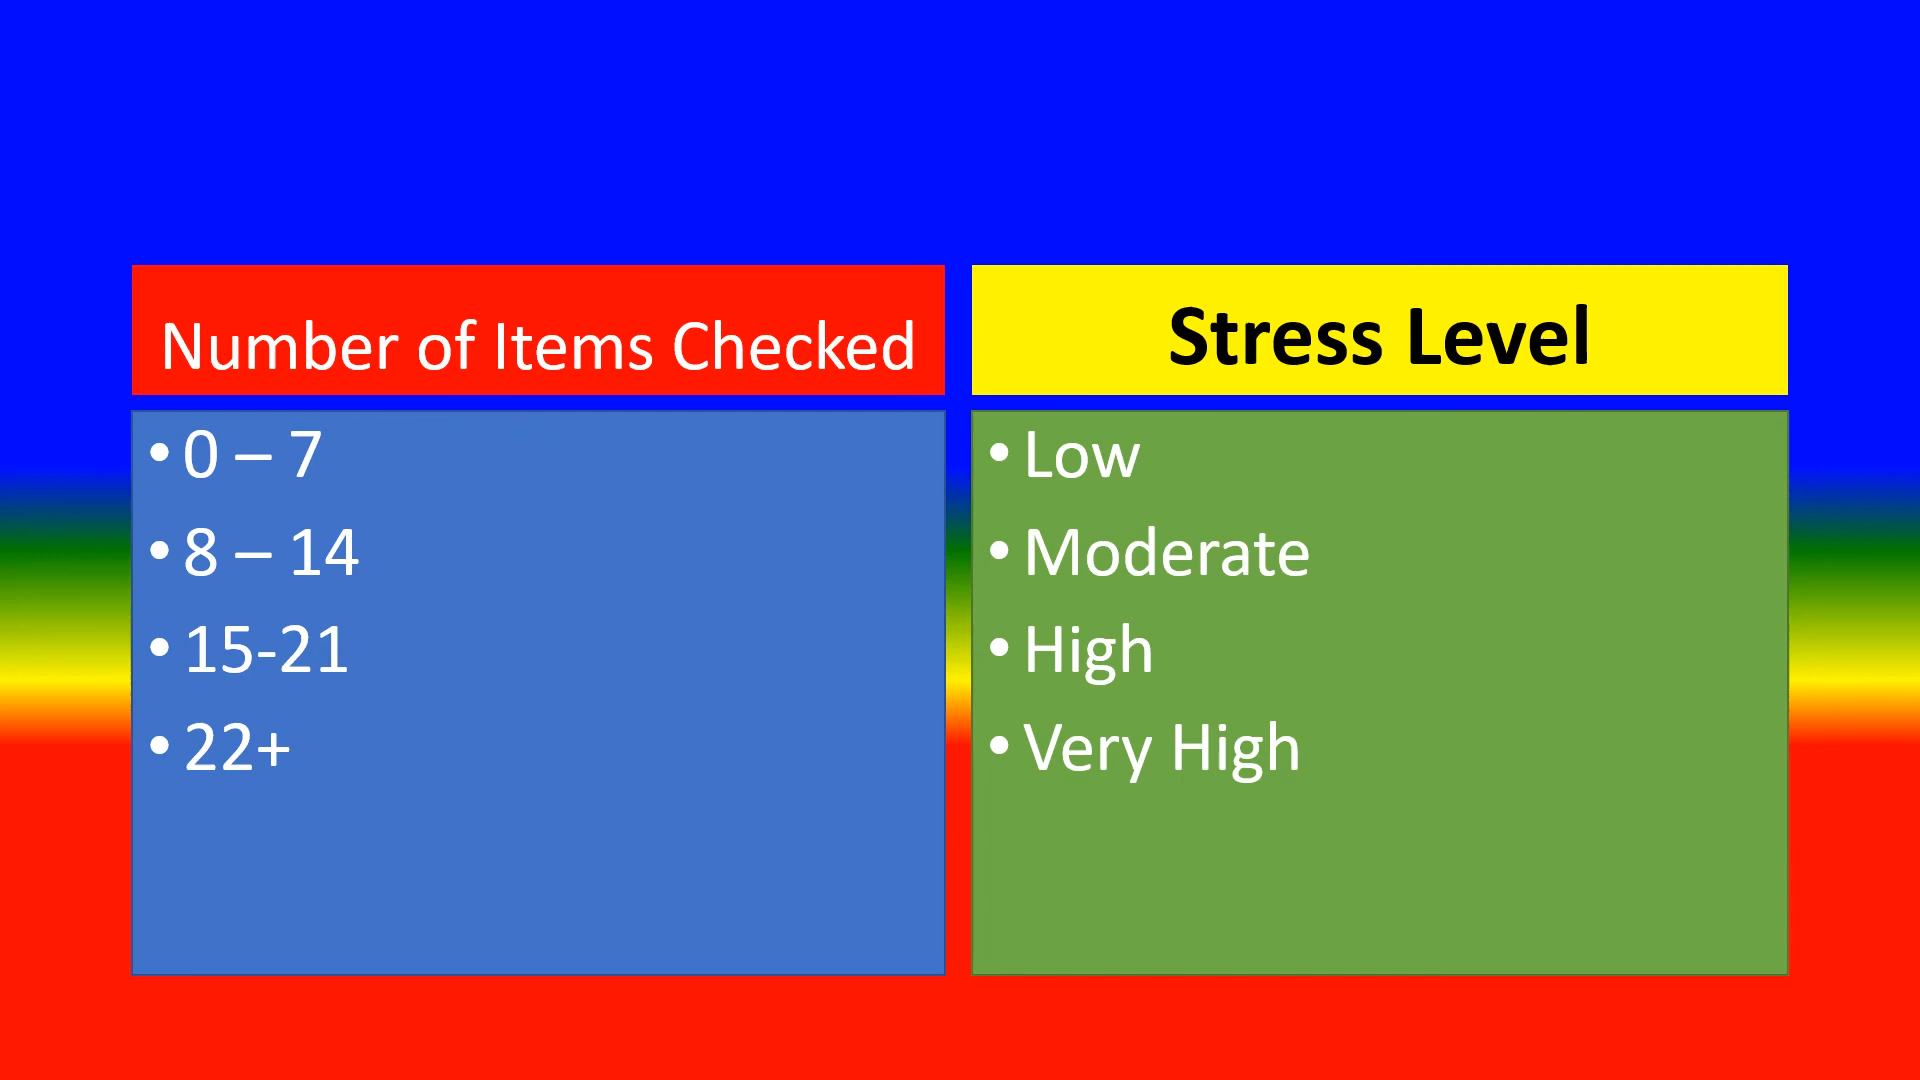 Number of Items Checked
• 0 – 7
• 8 – 14
• 15-21
• 22+
Stress Level
• Low
• Moderate
• High
• Very High